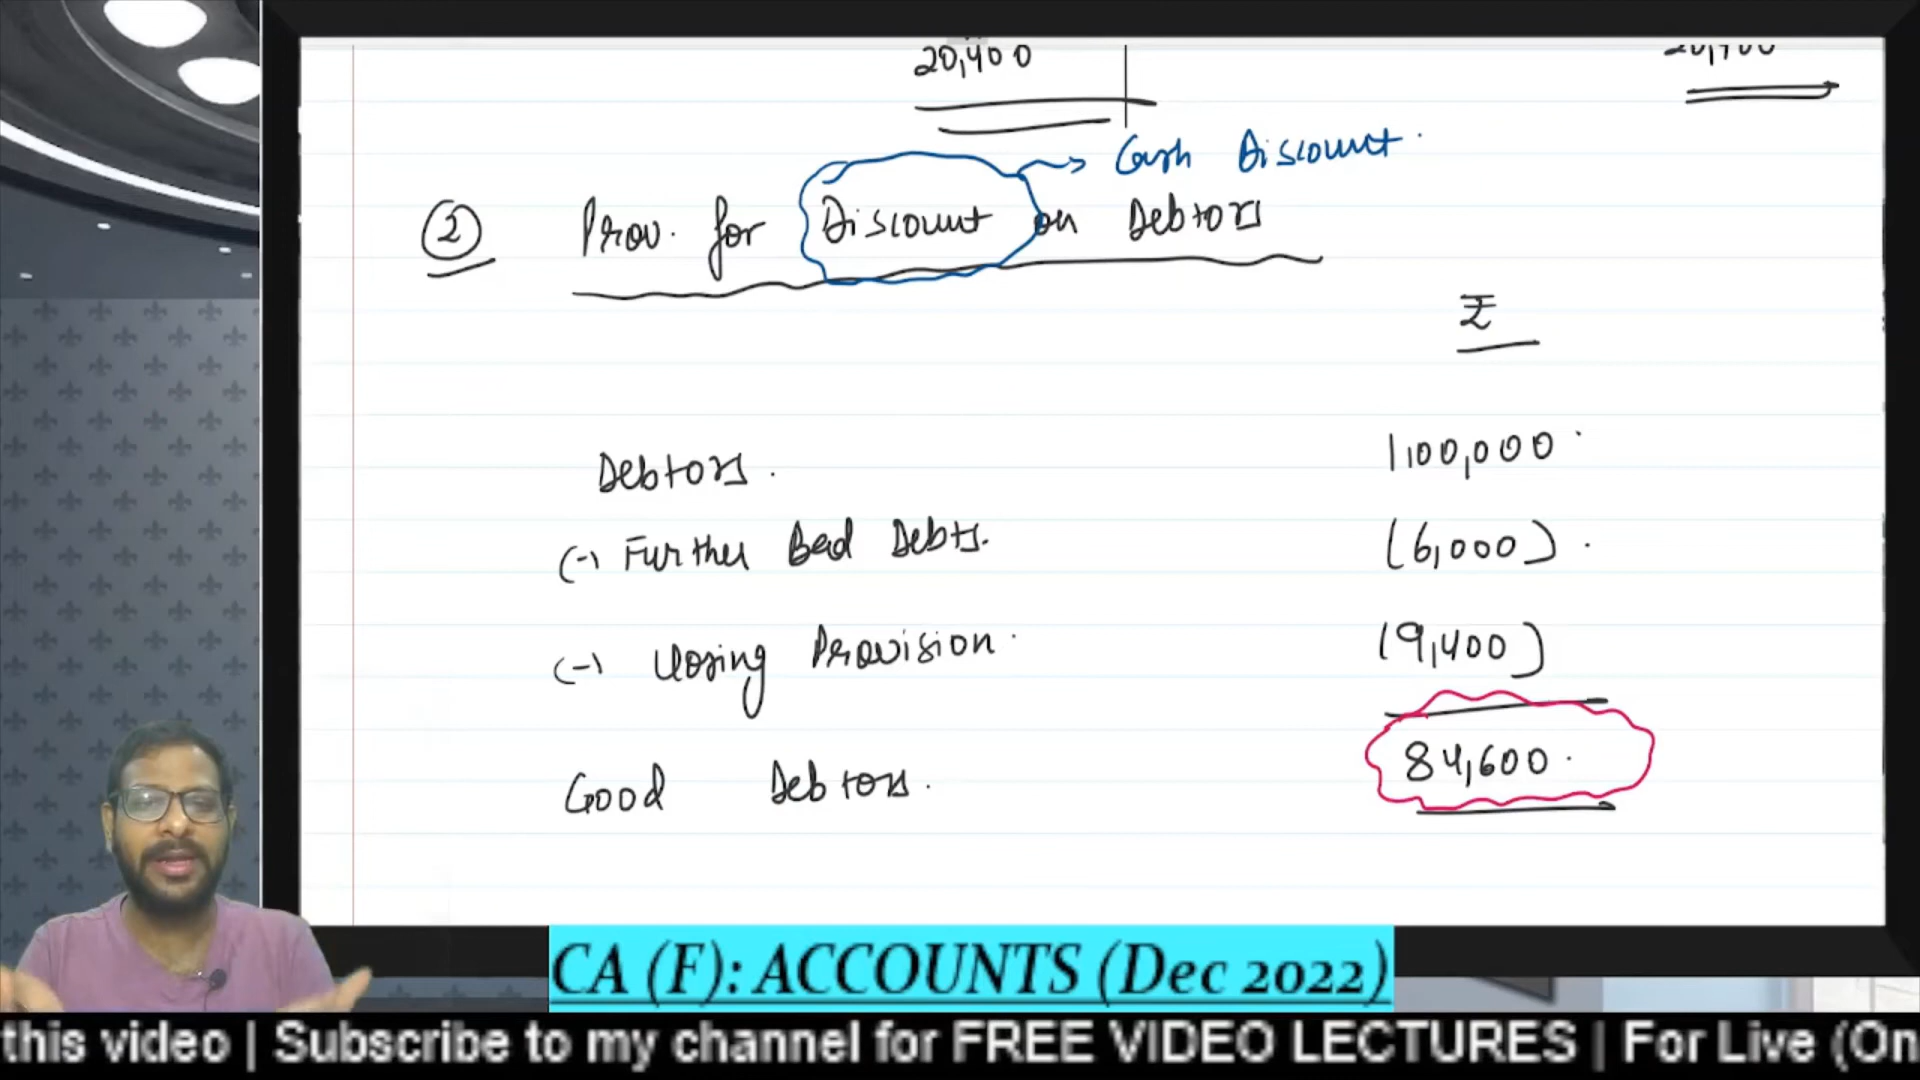 20,400
→ Cash Discount.
② Prov. for Discount on Debtors
₹
Debtors. 1,00,000.
(-) Further Bad Debts. (6,000).
(-) Closing Provision. (9,400)
Good Debtors. 84,600.
CA (F): ACCOUNTS (Dec 2022)
this video | Subscribe to my channel for FREE VIDEO LECTURES | For Live (On